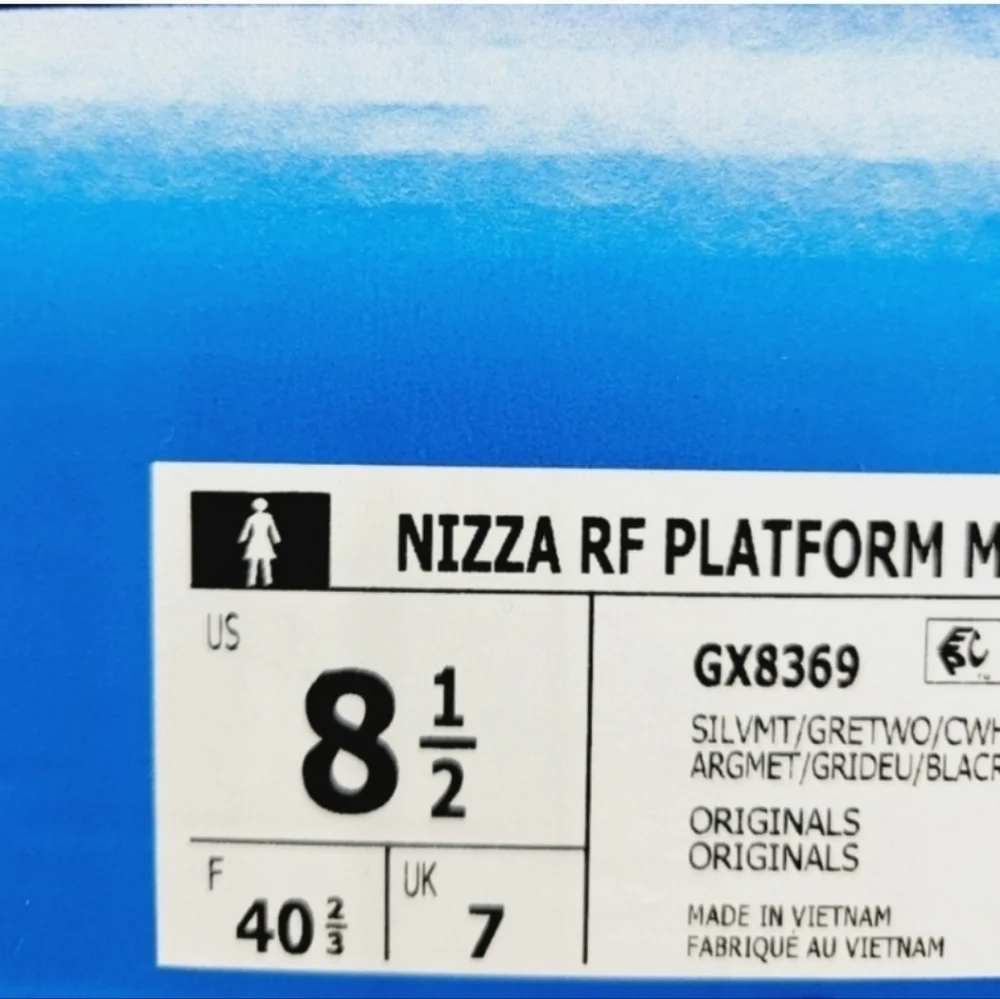 NIZZA RF PLATFORM M
US
8 1/2
GX8369
SILVMT/GRETWO/CWH
ARGMET/GRIDEU/BLACR
ORIGINALS
ORIGINALS
F
40 2/3
UK
7
MADE IN VIETNAM
FABRIQUÉ AU VIETNAM